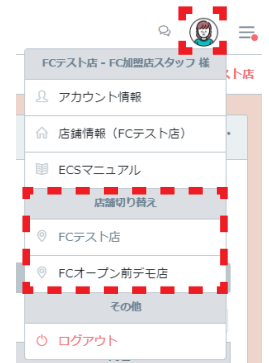 FCテスト店 - FC加盟店スタッフ 様
スト店
アカウント情報
店舗情報（FCテスト店）
ECSマニュアル
店舗切り替え
FCテスト店
FCオープン前デモ店
その他
ログアウト